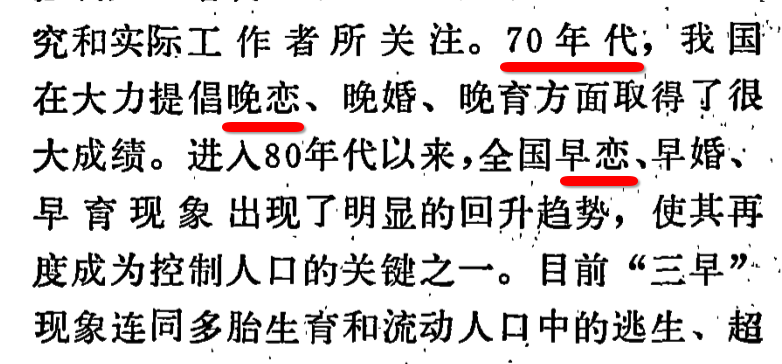 究和实际工作者所关注。70年代，我国
在大力提倡晚恋、晚婚、晚育方面取得了很
大成绩。进入80年代以来，全国早恋、早婚、
早育现象出现了明显的回升趋势，使其再
度成为控制人口的关键之一。目前“三早”
现象连同多胎生育和流动人口中的逃生、超